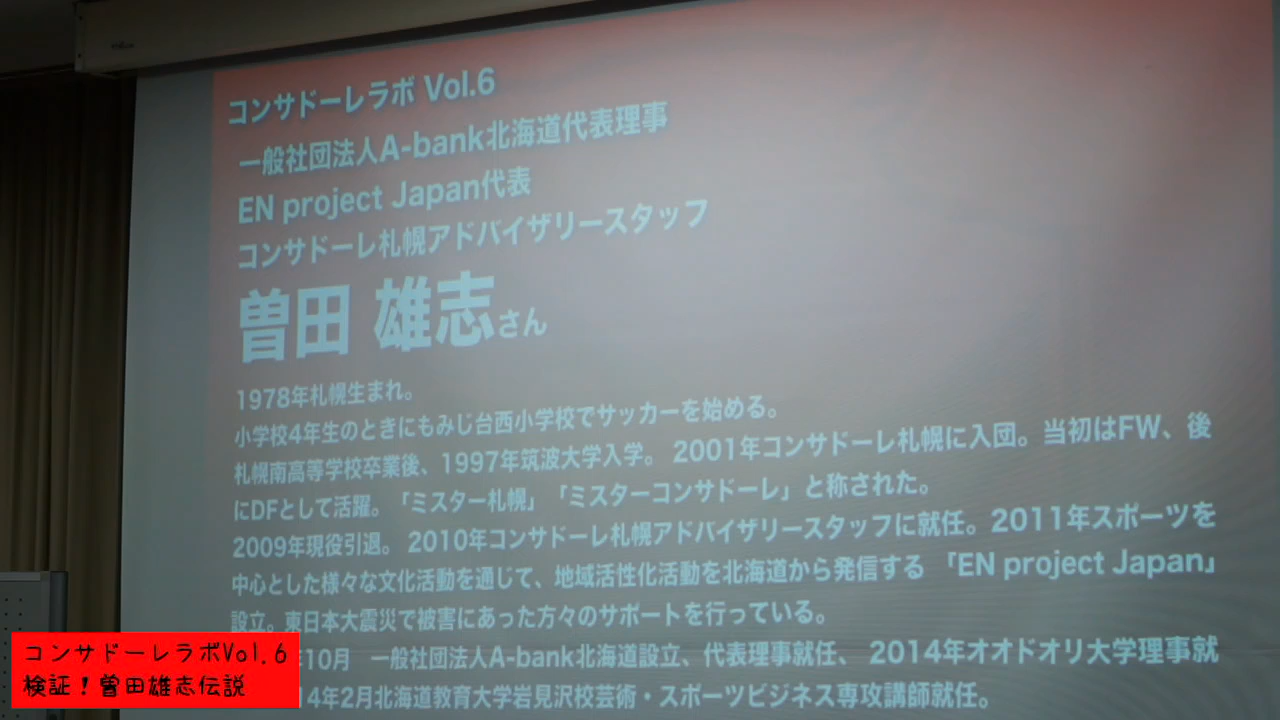 コンサドーレラボ Vol.6
一般社団法人A-bank北海道代表理事
EN project Japan代表
コンサドーレ札幌アドバイザリースタッフ
曽田 雄志さん
1978年札幌生まれ。
小学校4年生のときにもみじ台西小学校でサッカーを始める。
札幌南高等学校卒業後、1997年筑波大学入学。 2001年コンサドーレ札幌に入団。当初はFW、後
にDFとして活躍。「ミスター札幌」「ミスターコンサドーレ」と称された。
2009年現役引退。 2010年コンサドーレ札幌アドバイザリースタッフに就任。2011年スポーツを
中心とした様々な文化活動を通じて、地域活性化活動を北海道から発信する 「EN project Japan」
設立。東日本大震災で被害にあった方々のサポートを行っている。
年10月 一般社団法人A-bank北海道設立、代表理事就任、 2014年オオドオリ大学理事就
14年2月北海道教育大学岩見沢校芸術・スポーツビジネス専攻講師就任。
コンサドーレラボVol.6
検証！曽田雄志伝説